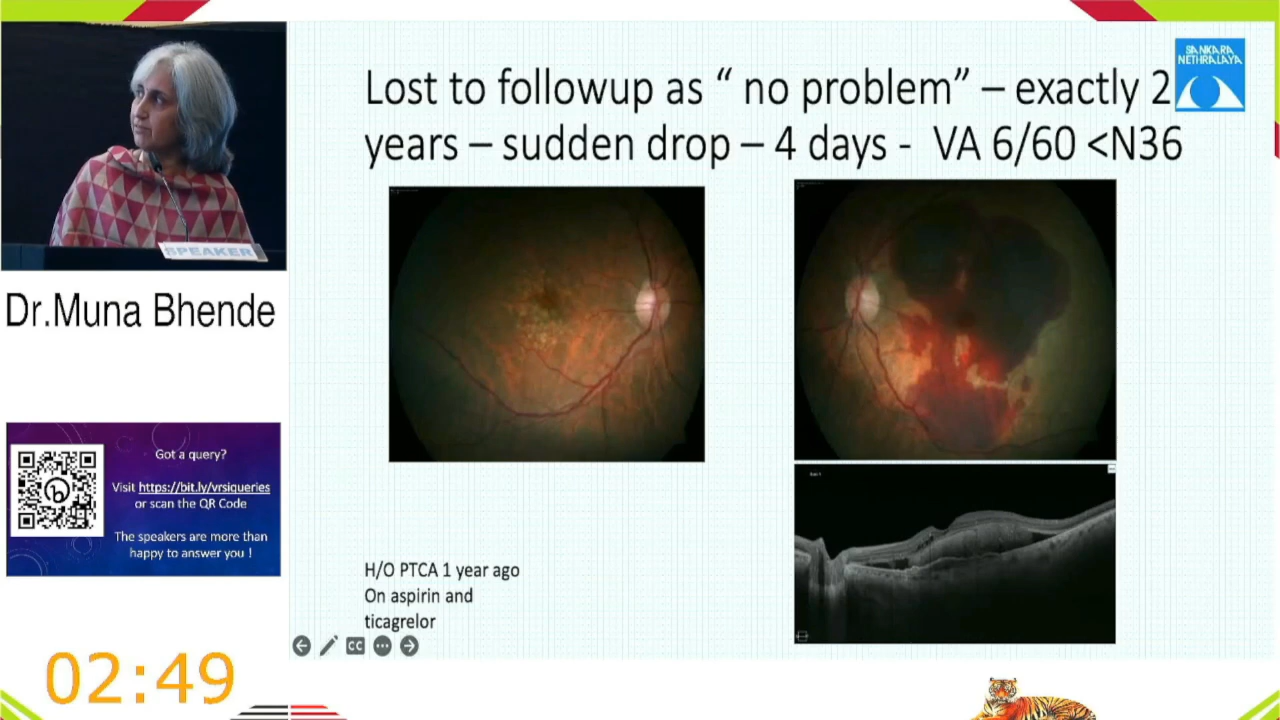 Lost to followup as “ no problem” – exactly 2
years – sudden drop – 4 days -  VA 6/60 <N36
SANKARA
NETHRALAYA
SPEAKER
Dr.Muna Bhende
Got a query?
Visit https://bit.ly/vrsiqueries
or scan the QR Code
The speakers are more than
happy to answer you !
H/O PTCA 1 year ago
On aspirin and
ticagrelor
CC
02:49